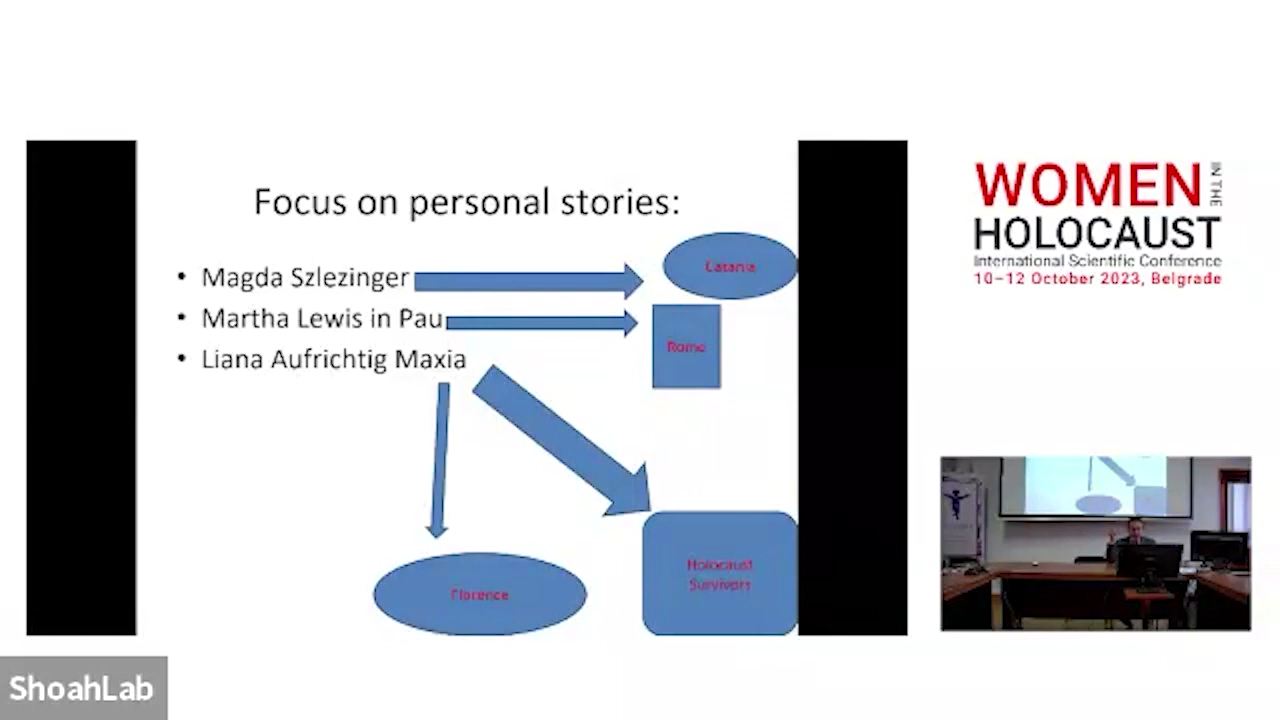 Focus on personal stories:
• Magda Szlezinger
• Martha Lewis in Pau
• Liana Aufrichtig Maxia
Catania
Rome
Florence
Holocaust
Survivors
WOMEN IN THE
HOLOCAUST
International Scientific Conference
10–12 October 2023, Belgrade
ShoahLab